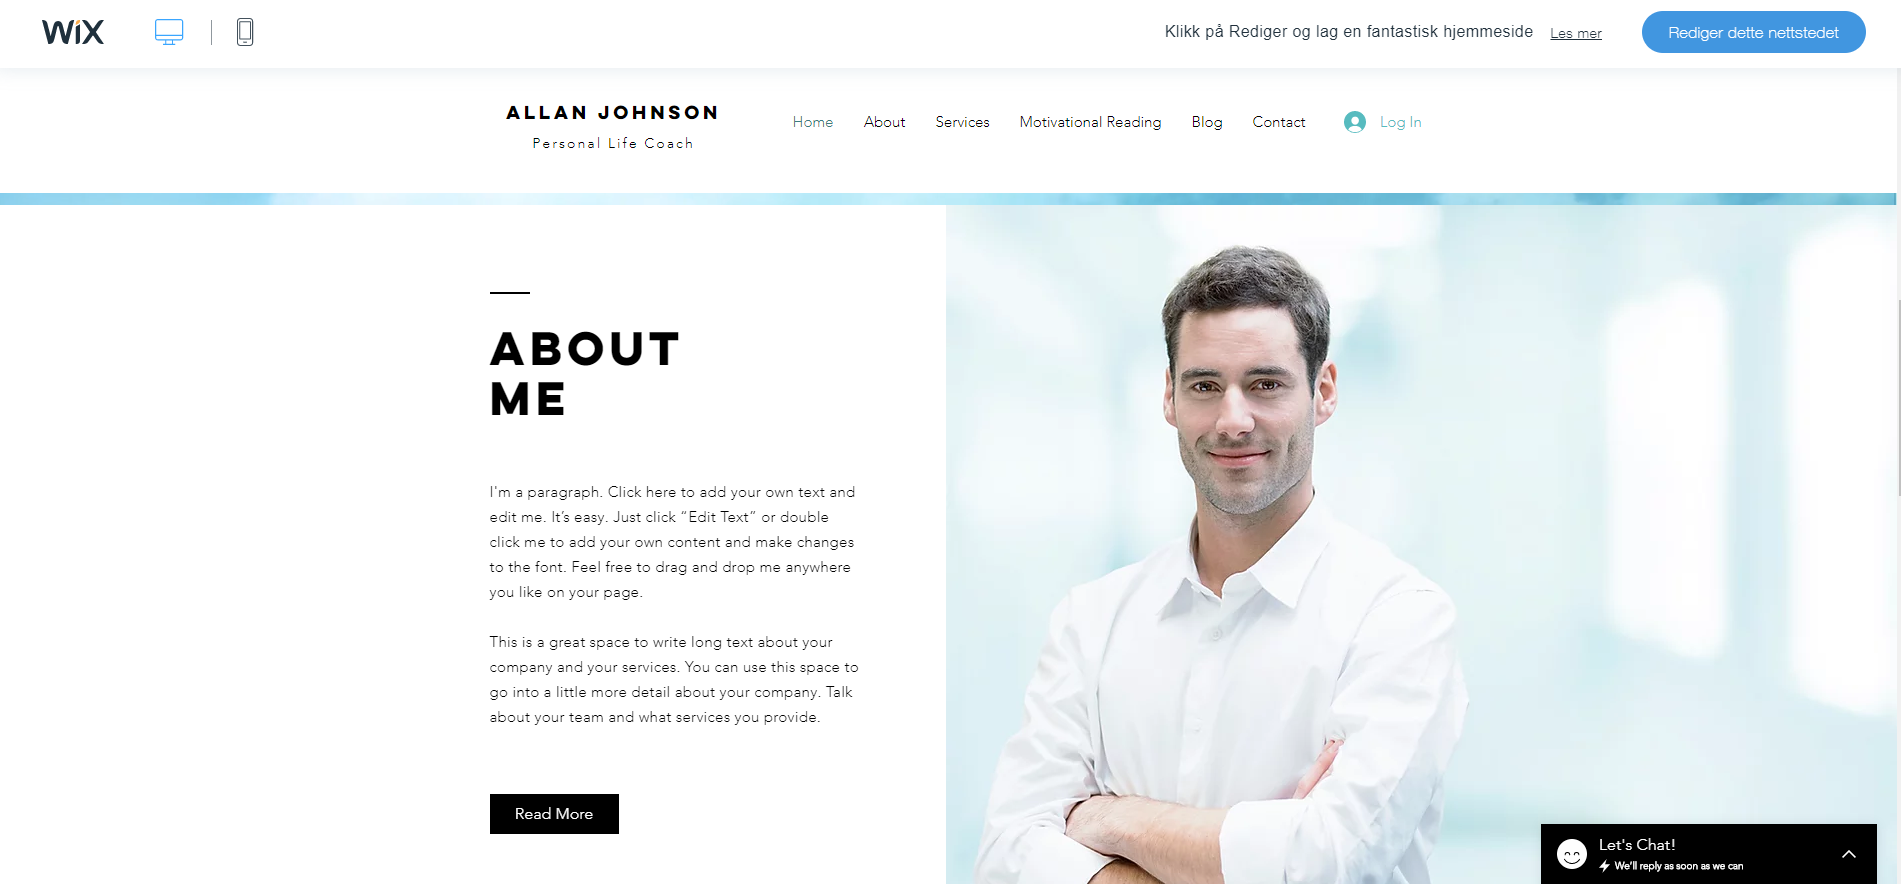 WiX
Klikk på Rediger og lag en fantastisk hjemmeside Les mer Rediger dette nettstedet
ALLAN JOHNSON
Personal Life Coach
Home About Services Motivational Reading Blog Contact Log In
ABOUT
ME
I'm a paragraph. Click here to add your own text and
edit me. It’s easy. Just click “Edit Text” or double
click me to add your own content and make changes
to the font. Feel free to drag and drop me anywhere
you like on your page.
This is a great space to write long text about your
company and your services. You can use this space to
go into a little more detail about your company. Talk
about your team and what services you provide.
Read More
Let's Chat!
We'll reply as soon as we can